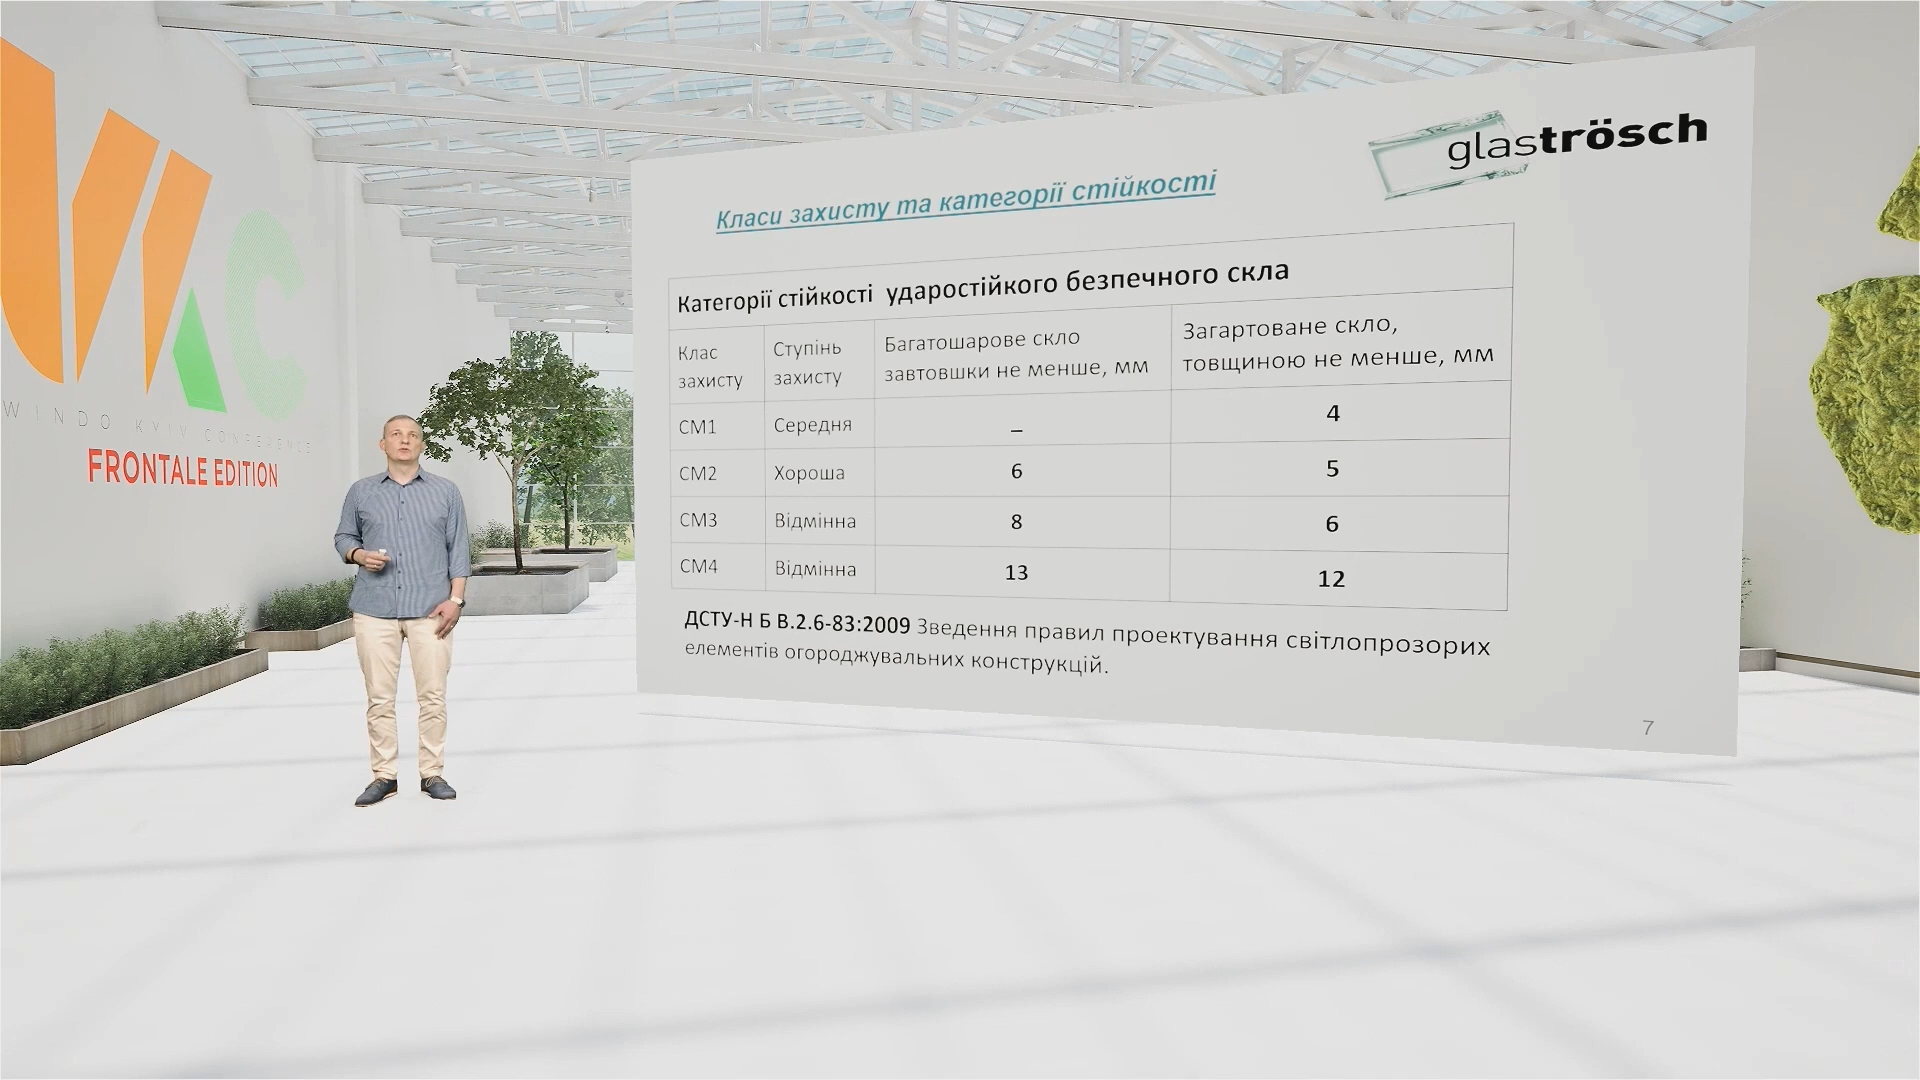 WINDO KYIV CONFERENCE
FRONTALE EDITION
glaströsch
Класи захисту та категорії стійкості
Категорії стійкості ударостійкого безпечного скла
Клас захисту
Ступінь захисту
Багатошарове скло завтовшки не менше, мм
Загартоване скло, товщиною не менше, мм
СМ1 Середня – 4
СМ2 Хороша 6 5
СМ3 Відмінна 8 6
СМ4 Відмінна 13 12
ДСТУ-Н Б В.2.6-83:2009 Зведення правил проектування світлопрозорих
елементів огороджувальних конструкцій.
7